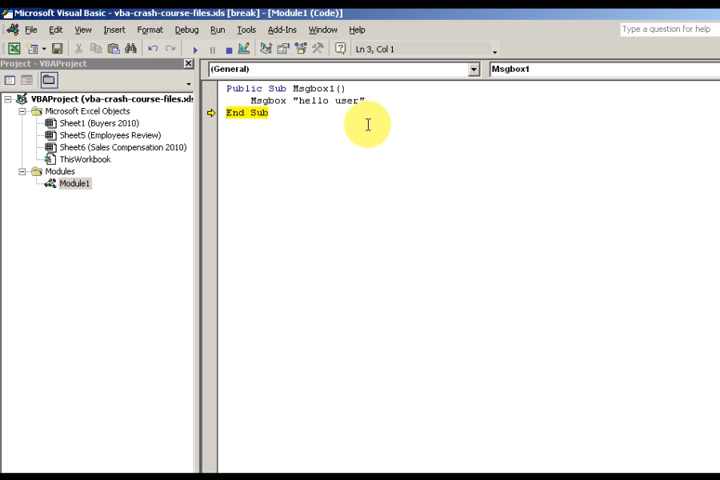 Microsoft Visual Basic - vba-crash-course-files.xls [break] - [Module1 (Code)]
File Edit View Insert Format Debug Run Tools Add-Ins Window Help
Type a question for help
Ln 3, Col 1
Project - VBAProject
(General)
Msgbox1
VBAProject (vba-crash-course-files.xls
Microsoft Excel Objects
Sheet1 (Buyers 2010)
Sheet5 (Employees Review)
Sheet6 (Sales Compensation 2010)
ThisWorkbook
Modules
Module1
Public Sub Msgbox1()
Msgbox "hello user"
End Sub